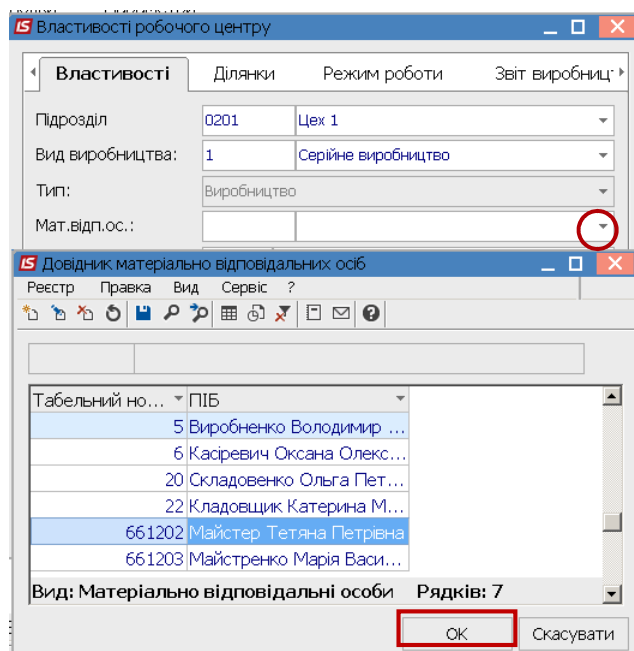 Властивості робочого центру
Властивості Ділянки Режим роботи Звіт виробниц
Підрозділ 0201 Цех 1
Вид виробництва: 1 Серійне виробництво
Тип: Виробництво
Мат.відп.ос.:
Довідник матеріально відповідальних осіб
Реєстр Правка Вид Сервіс ?
Табельний но... ПІБ
5 Виробненко Володимир ...
6 Касіревич Оксана Олекс...
20 Складовенко Ольга Пет...
22 Кладовщик Катерина М...
661202 Майстер Тетяна Петрівна
661203 Майстренко Марія Васи...
Вид: Матеріально відповідальні особи Рядків: 7
ОК Скасувати